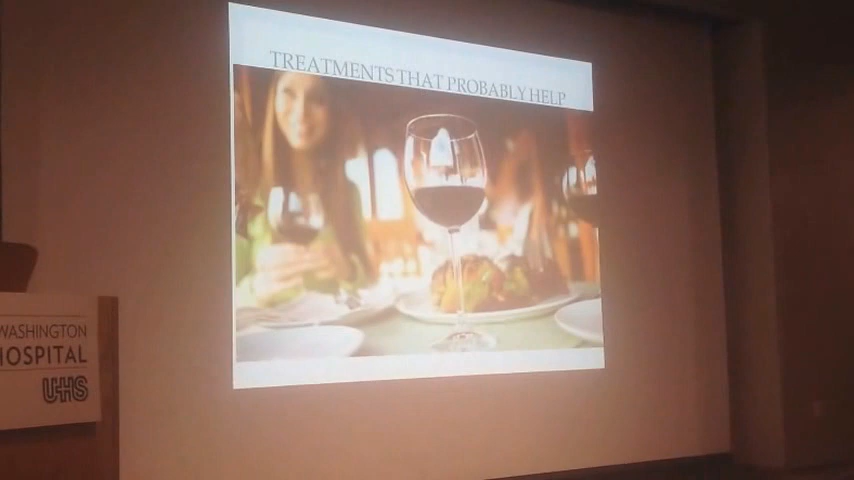 TREATMENTS THAT PROBABLY HELP
WASHINGTON
HOSPITAL
UHS